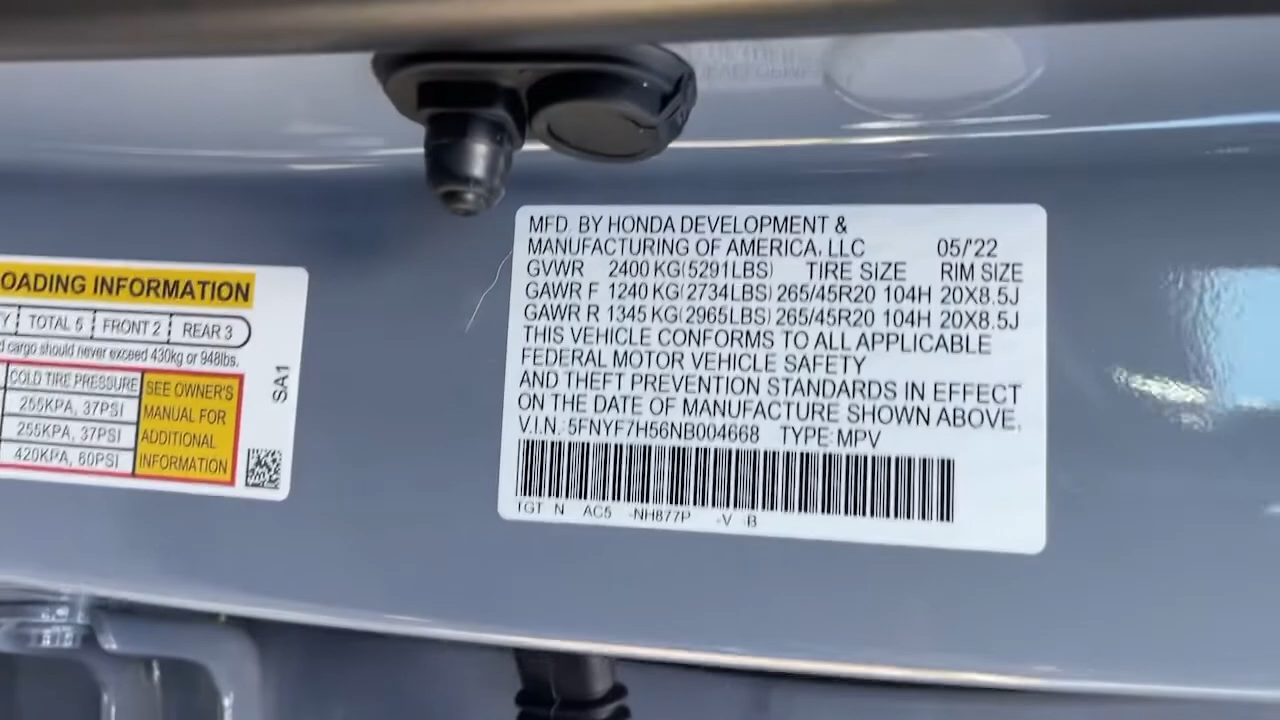 OADING INFORMATION
Y TOTAL 5 FRONT 2 REAR 3
d cargo should never exceed 430kg or 948lbs.
COLD TIRE PRESSURE
255KPA, 37PSI
255KPA, 37PSI
420KPA, 60PSI
SEE OWNER'S
MANUAL FOR
ADDITIONAL
INFORMATION
SA1
MFD. BY HONDA DEVELOPMENT &
MANUFACTURING OF AMERICA, LLC 05/'22
GVWR 2400 KG(5291LBS) TIRE SIZE RIM SIZE
GAWR F 1240 KG(2734LBS) 265/45R20 104H 20X8.5J
GAWR R 1345 KG(2965LBS) 265/45R20 104H 20X8.5J
THIS VEHICLE CONFORMS TO ALL APPLICABLE
FEDERAL MOTOR VEHICLE SAFETY
AND THEFT PREVENTION STANDARDS IN EFFECT
ON THE DATE OF MANUFACTURE SHOWN ABOVE.
V.I.N.:5FNYF7H56NB004668 TYPE:MPV
TGT N AC5 -NH877P -V B